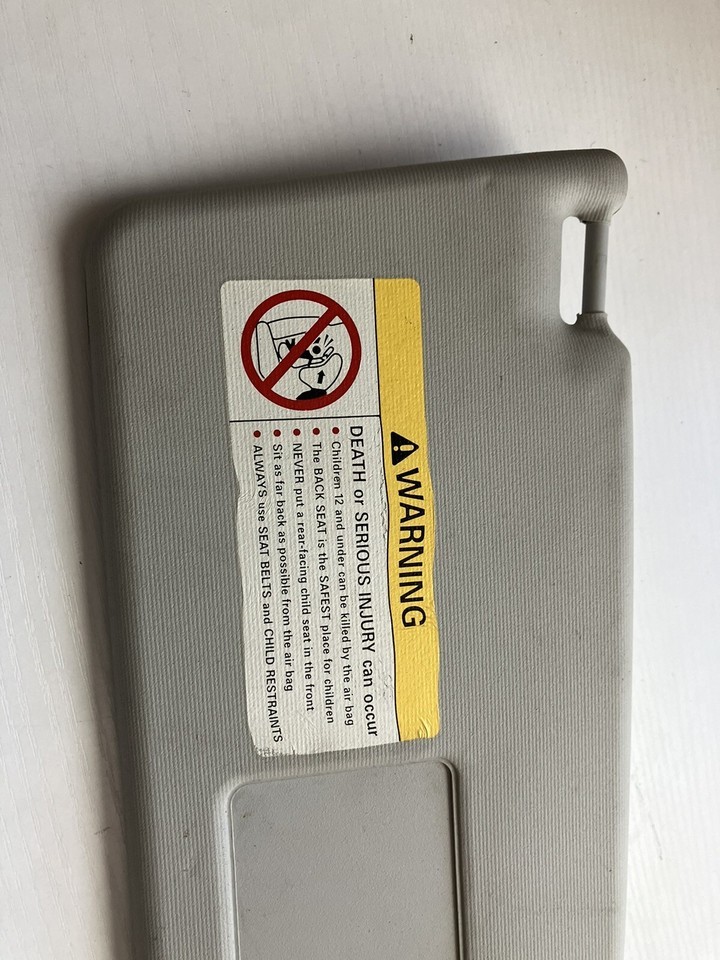 WARNING
DEATH or SERIOUS INJURY can occur
• Children 12 and under can be killed by the air bag
• The BACK SEAT is the SAFEST place for children
• NEVER put a rear-facing child seat in the front
• Sit as far back as possible from the air bag
• ALWAYS use SEAT BELTS and CHILD RESTRAINTS